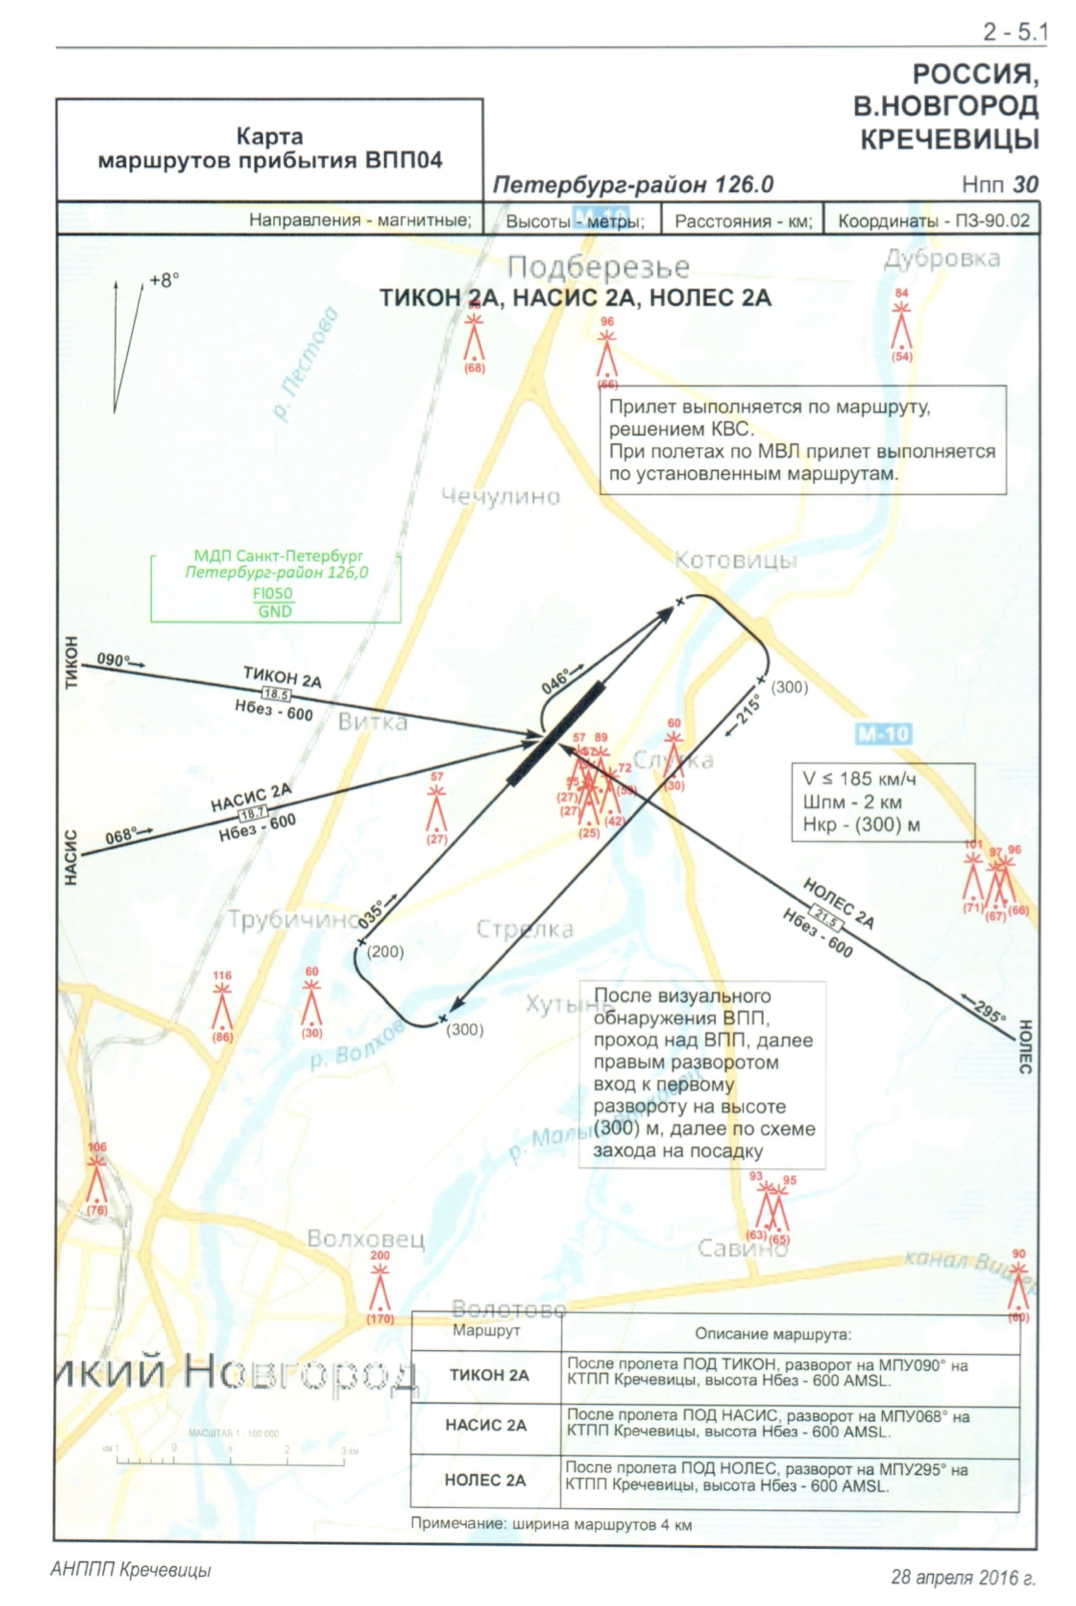 2 - 5.1
РОССИЯ,
В.НОВГОРОД
КРЕЧЕВИЦЫ
Карта
маршрутов прибытия ВПП04
Петербург-район 126.0
Нпп 30
Направления - магнитные;
Высоты - метры;
Расстояния - км;
Координаты - ПЗ-90.02
М-10
+8°
Подберезье
Дубровка
ТИКОН 2А, НАСИС 2А, НОЛЕС 2А
р. Пестова
(68)
96
(66)
84
(54)
Прилет выполняется по маршруту,
решением КВС.
При полетах по МВЛ прилет выполняется
по установленным маршрутам.
Чечулино
МДП Санкт-Петербург
Петербург-район 126,0
Fl050
GND
Котовицы
ТИКОН
090°
ТИКОН 2А
18.5
Нбез - 600
046°
(300)
215°
Витка
М-10
НАСИС
068°
НАСИС 2А
18.7
Нбез - 600
57
(27)
57
89
72
(27)
(27)
(25)
(42)
60
(30)
Слутка
V ≤ 185 км/ч
Шпм - 2 км
Нкр - (300) м
101
(71)
97
(67)
96
(66)
НОЛЕС 2А
21.5
Нбез - 600
295°
НОЛЕС
Трубичино
035°
(200)
Стрелка
116
(86)
60
(30)
(300)
Хутынь
р. Волхов
После визуального
обнаружения ВПП,
проход над ВПП, далее
правым разворотом
вход к первому
развороту на высоте
(300) м, далее по схеме
захода на посадку
р. Малый Волховец
106
(76)
93
(63)
95
(65)
Волховец
200
(170)
Савино
канал Вишер
90
(60)
Волотово
икий Новгород
МАСШТАБ 1 : 100 000
км 1 0 1 2 3 км
Маршрут
Описание маршрута:
ТИКОН 2А
После пролета ПОД ТИКОН, разворот на МПУ090° на
КТПП Кречевицы, высота Нбез - 600 AMSL.
НАСИС 2А
После пролета ПОД НАСИС, разворот на МПУ068° на
КТПП Кречевицы, высота Нбез - 600 AMSL.
НОЛЕС 2А
После пролета ПОД НОЛЕС, разворот на МПУ295° на
КТПП Кречевицы, высота Нбез - 600 AMSL.
Примечание: ширина маршрутов 4 км
АНППП Кречевицы
28 апреля 2016 г.